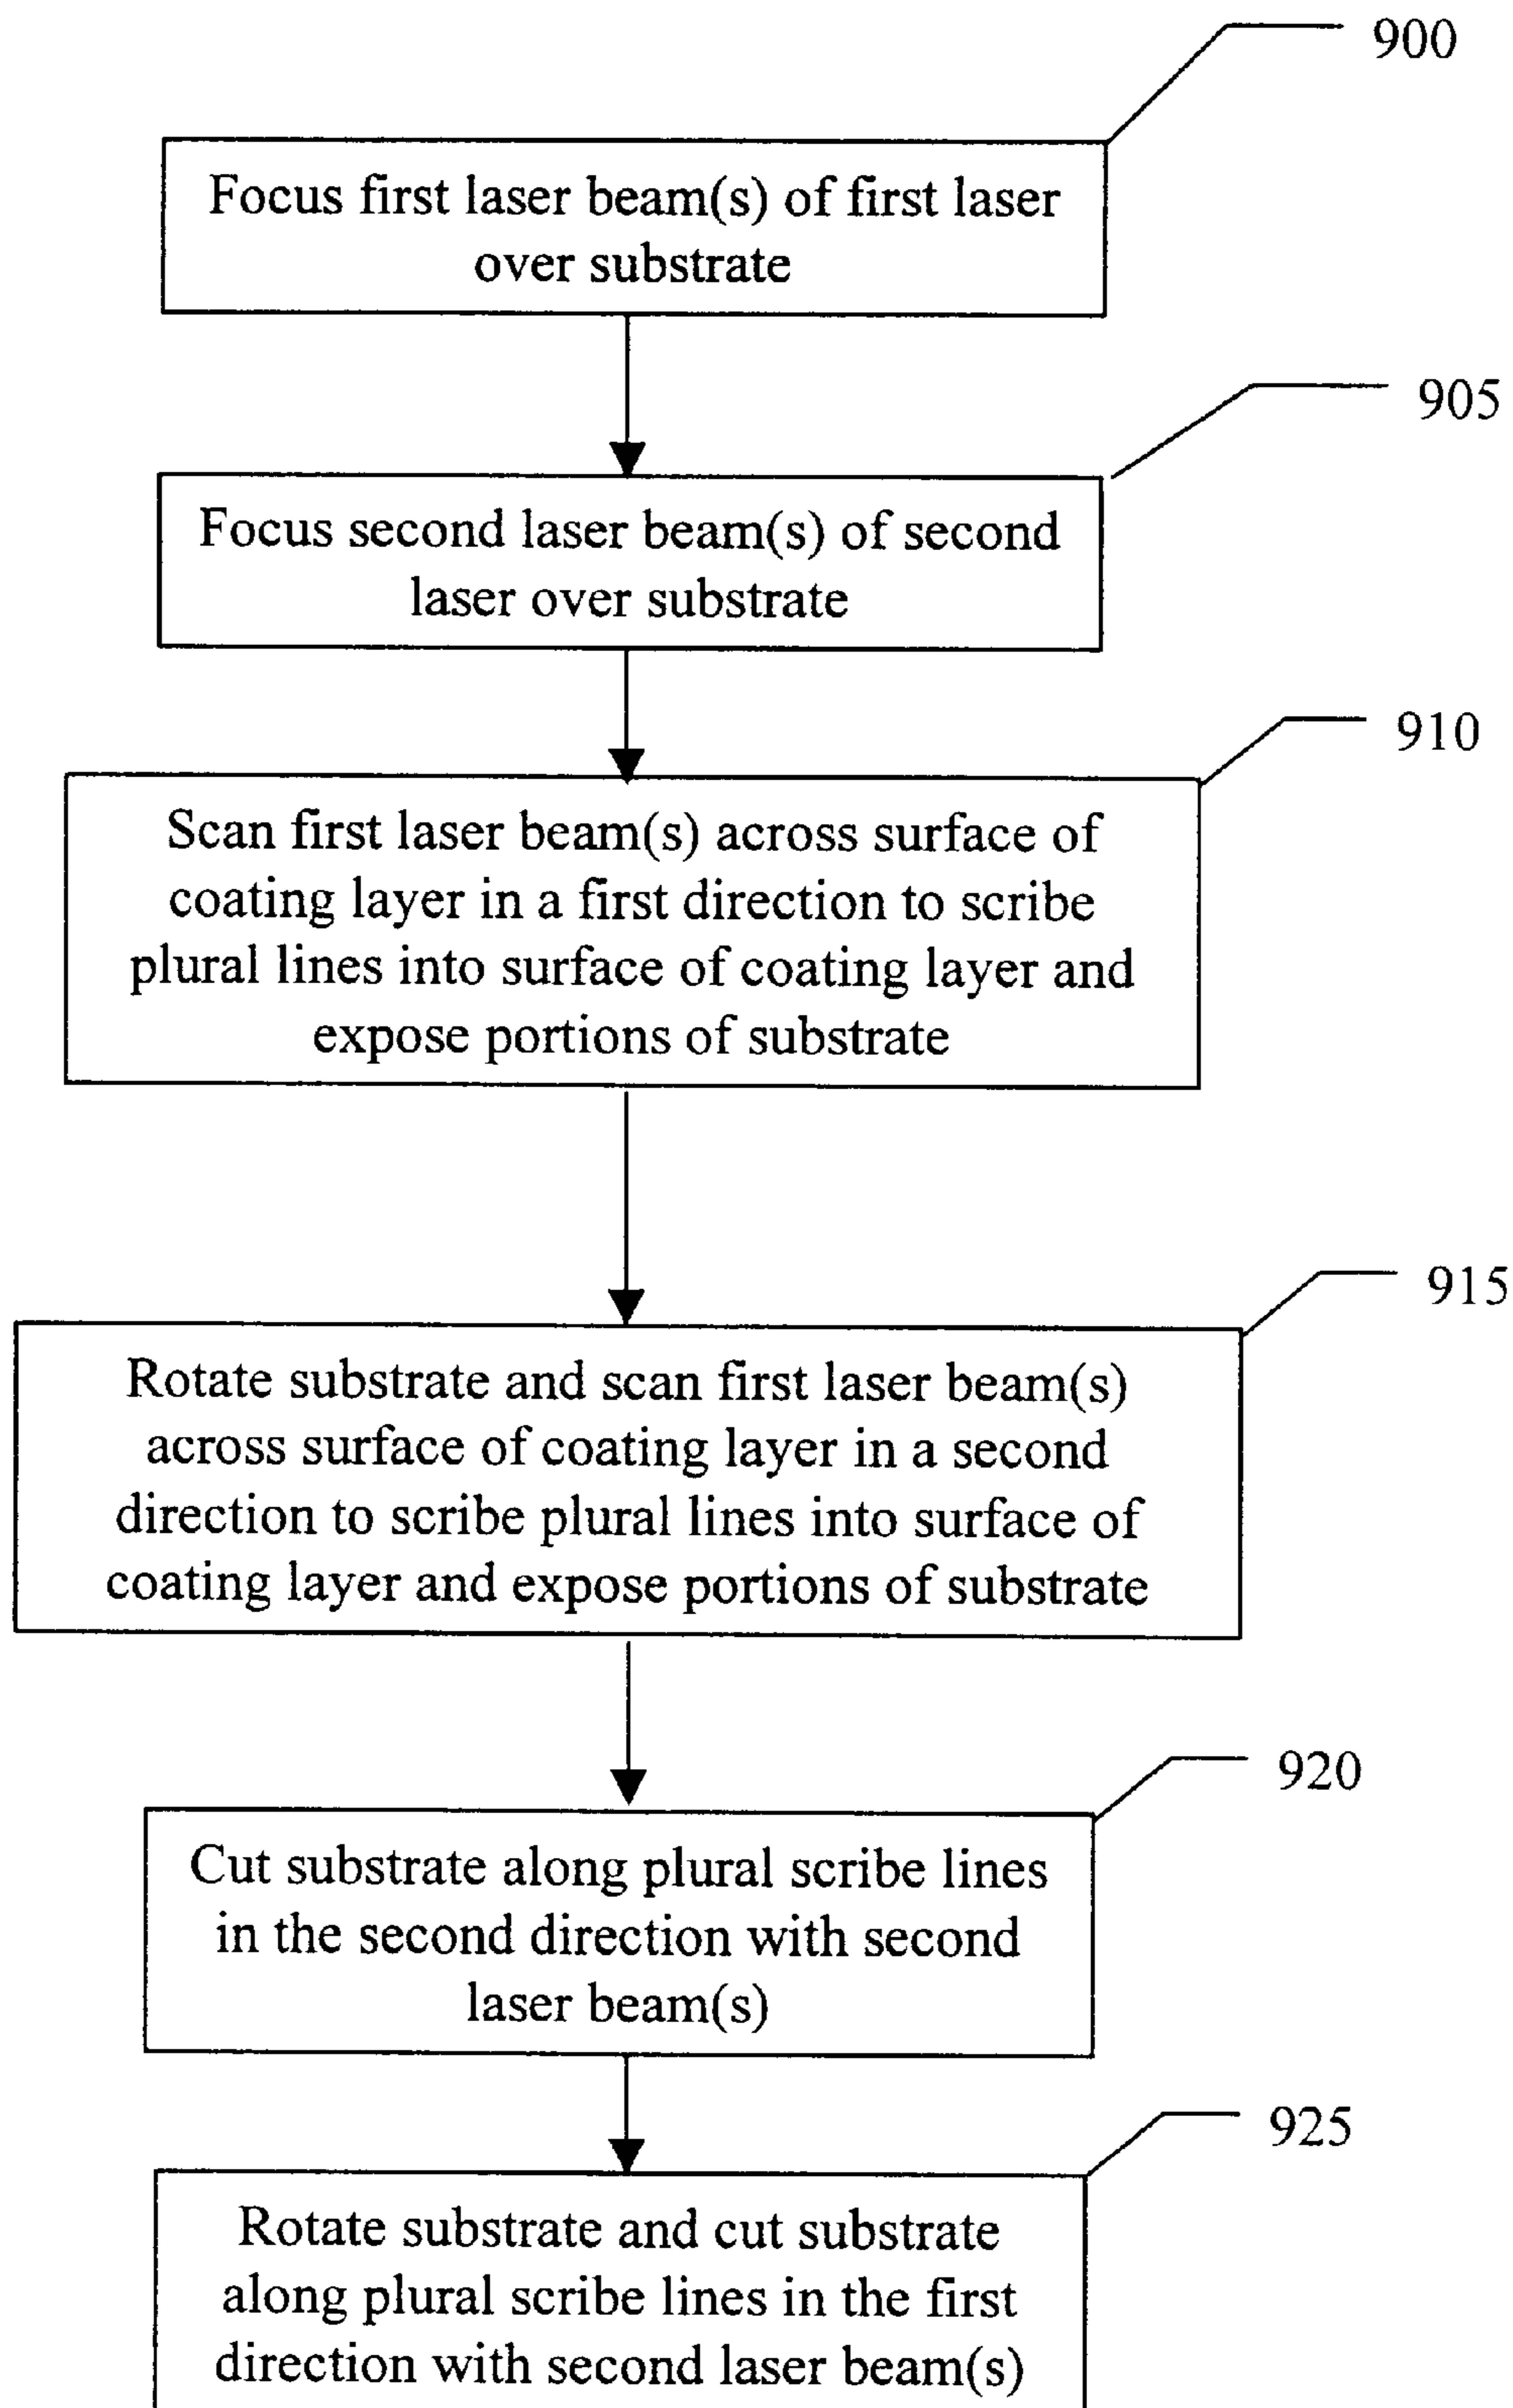 900
Focus first laser beam(s) of first laser
over substrate
905
Focus second laser beam(s) of second
laser over substrate
910
Scan first laser beam(s) across surface of
coating layer in a first direction to scribe
plural lines into surface of coating layer and
expose portions of substrate
915
Rotate substrate and scan first laser beam(s)
across surface of coating layer in a second
direction to scribe plural lines into surface of
coating layer and expose portions of substrate
920
Cut substrate along plural scribe lines
in the second direction with second
laser beam(s)
925
Rotate substrate and cut substrate
along plural scribe lines in the first
direction with second laser beam(s)